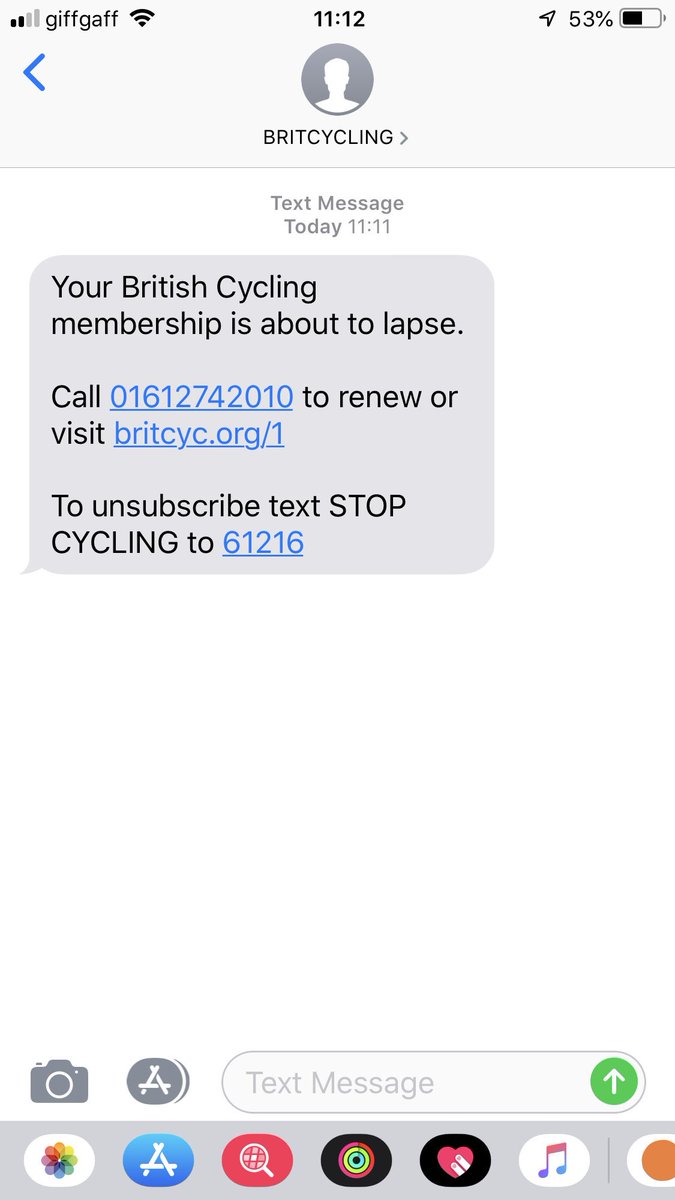 giffgaff 11:12 53%
BRITCYCLING
Text Message
Today 11:11
Your British Cycling
membership is about to lapse.
Call 01612742010 to renew or
visit britcyc.org/1
To unsubscribe text STOP
CYCLING to 61216
Text Message